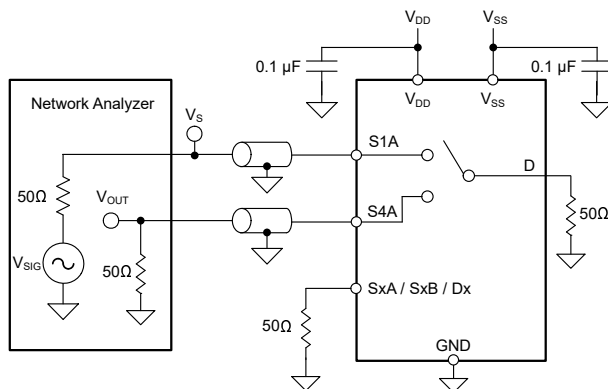 V_DD
V_SS
0.1 µF
0.1 µF
V_DD
V_SS
Network Analyzer
V_S
S1A
D
50Ω
V_OUT
50Ω
S4A
V_SIG
50Ω
SxA / SxB / Dx
50Ω
GND